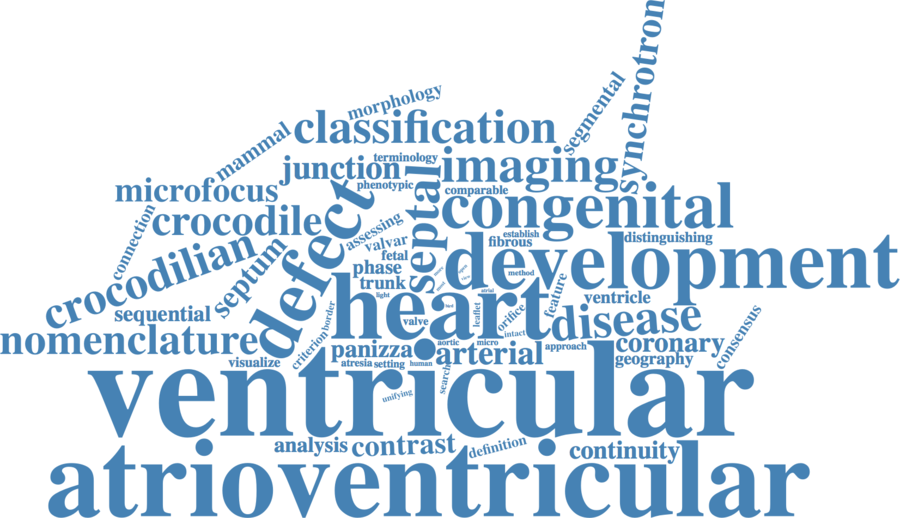 synchrotron
segmental
morphology
classification
mammal
terminology
junction
imaging
phenotypic
microfocus
comparable
septal
congenital
crocodile
defect
connection
assessing
establish
distinguishing
fibrous
valvar
crocodilian
septum
fetal
development
phase
method
trunk
feature
light
atrial
heart
ventricle
sequential
leaflet
orifice
border
valve
disease
intact
nomenclature
criterion
aortic
micro
approach
coronary
consensus
panizza
arterial
geography
visualize
atresia
setting
human
search
ventricular
unifying
analysis
contrast
definition
continuity
atrioventricular